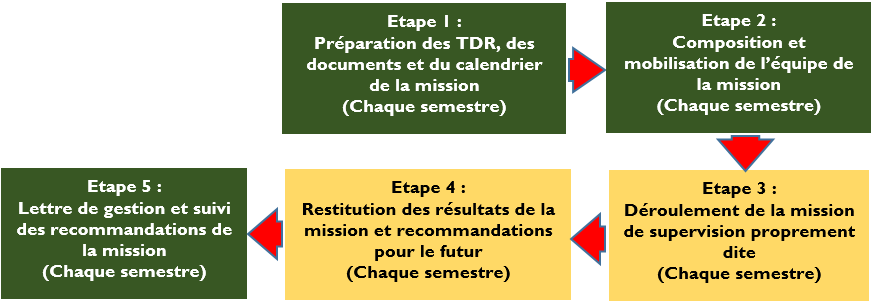 Etape 1 :
Préparation des TDR, des
documents et du calendrier
de la mission
(Chaque semestre)
Etape 2 :
Composition et
mobilisation de l’équipe de
la mission
(Chaque semestre)
Etape 3 :
Déroulement de la mission
de supervision proprement
dite
(Chaque semestre)
Etape 4 :
Restitution des résultats de la
mission et recommandations
pour le futur
(Chaque semestre)
Etape 5 :
Lettre de gestion et suivi
des recommandations de
la mission
(Chaque semestre)